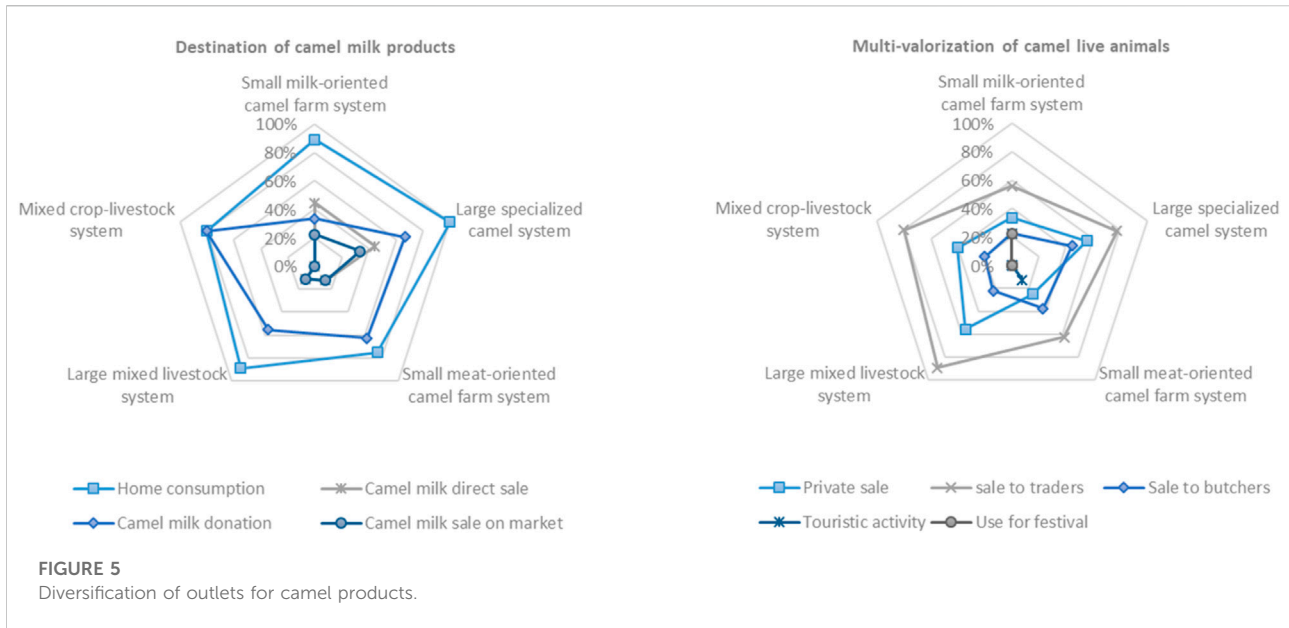 Destination of camel milk products
Small milk-oriented
camel farm system
100%
80%
60%
40%
20%
0%
Mixed crop-livestock
system
Large specialized
camel system
Large mixed livestock
system
Small meat-oriented
camel farm system
Home consumption
Camel milk direct sale
Camel milk donation
Camel milk sale on market
Multi-valorization of camel live animals
Small milk-oriented
camel farm system
100%
80%
60%
40%
20%
0%
Mixed crop-livestock
system
Large specialized
camel system
Large mixed livestock
system
Small meat-oriented
camel farm system
Private sale
sale to traders
Sale to butchers
Touristic activity
Use for festival
FIGURE 5
Diversification of outlets for camel products.